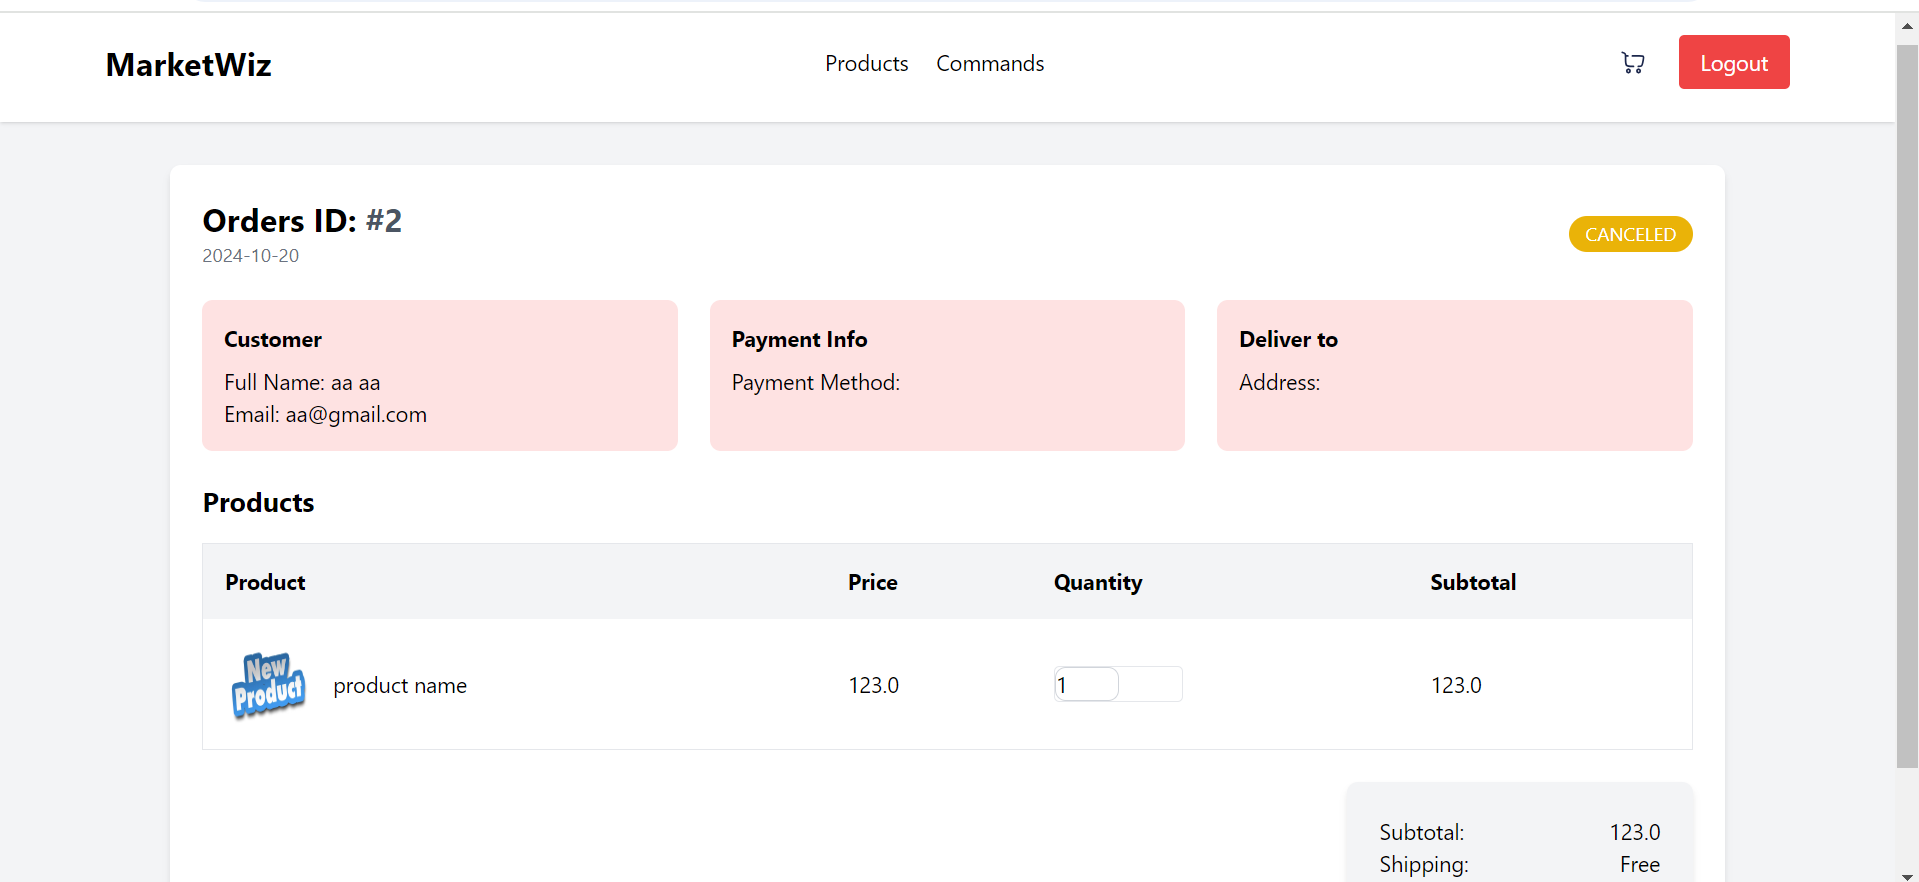 MarketWiz
Products Commands
Logout
Orders ID: #2
2024-10-20
CANCELED
Customer
Full Name: aa aa
Email: aa@gmail.com
Payment Info
Payment Method:
Deliver to
Address:
Products
Product Price Quantity Subtotal
New
Product
product name 123.0 1 123.0
Subtotal: 123.0
Shipping: Free